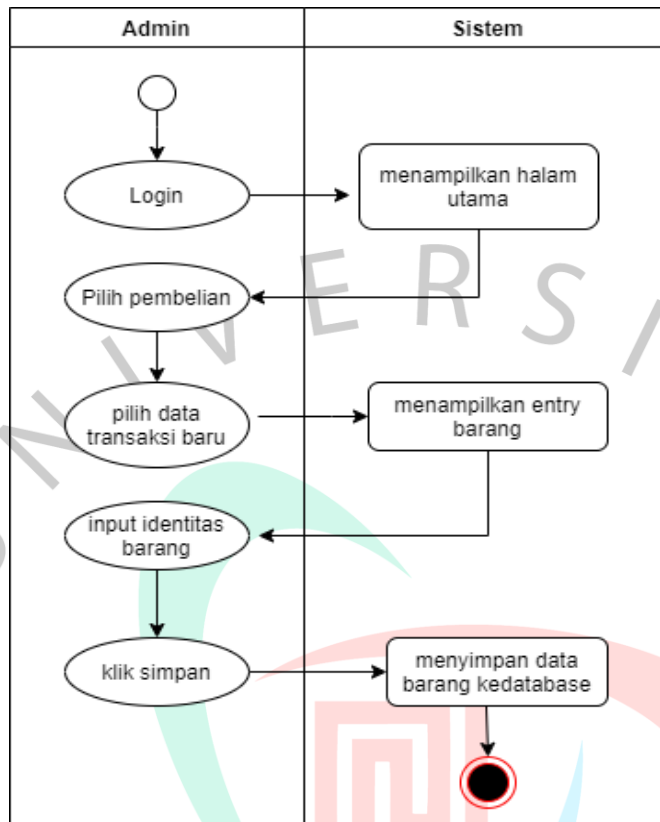 Admin
Sistem
Login
menampilkan halam
utama
Pilih pembelian
pilih data
transaksi baru
menampilkan entry
barang
input identitas
barang
klik simpan
menyimpan data
barang kedatabase
NIVERSI